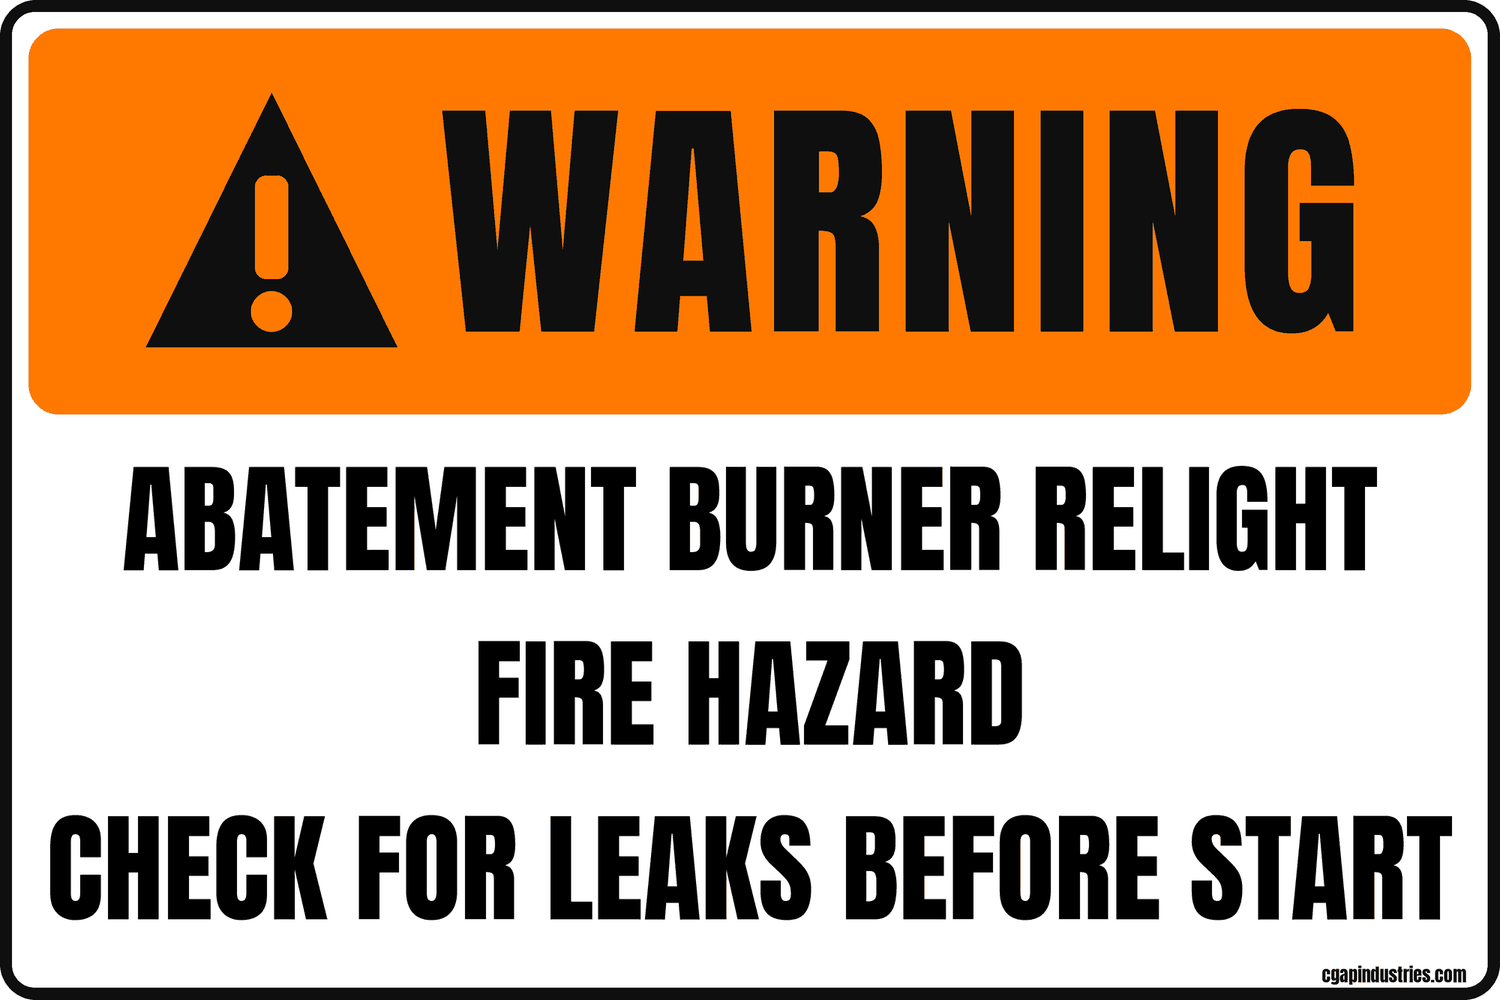 WARNING
ABATEMENT BURNER RELIGHT
FIRE HAZARD
CHECK FOR LEAKS BEFORE START
cgapindustries.com